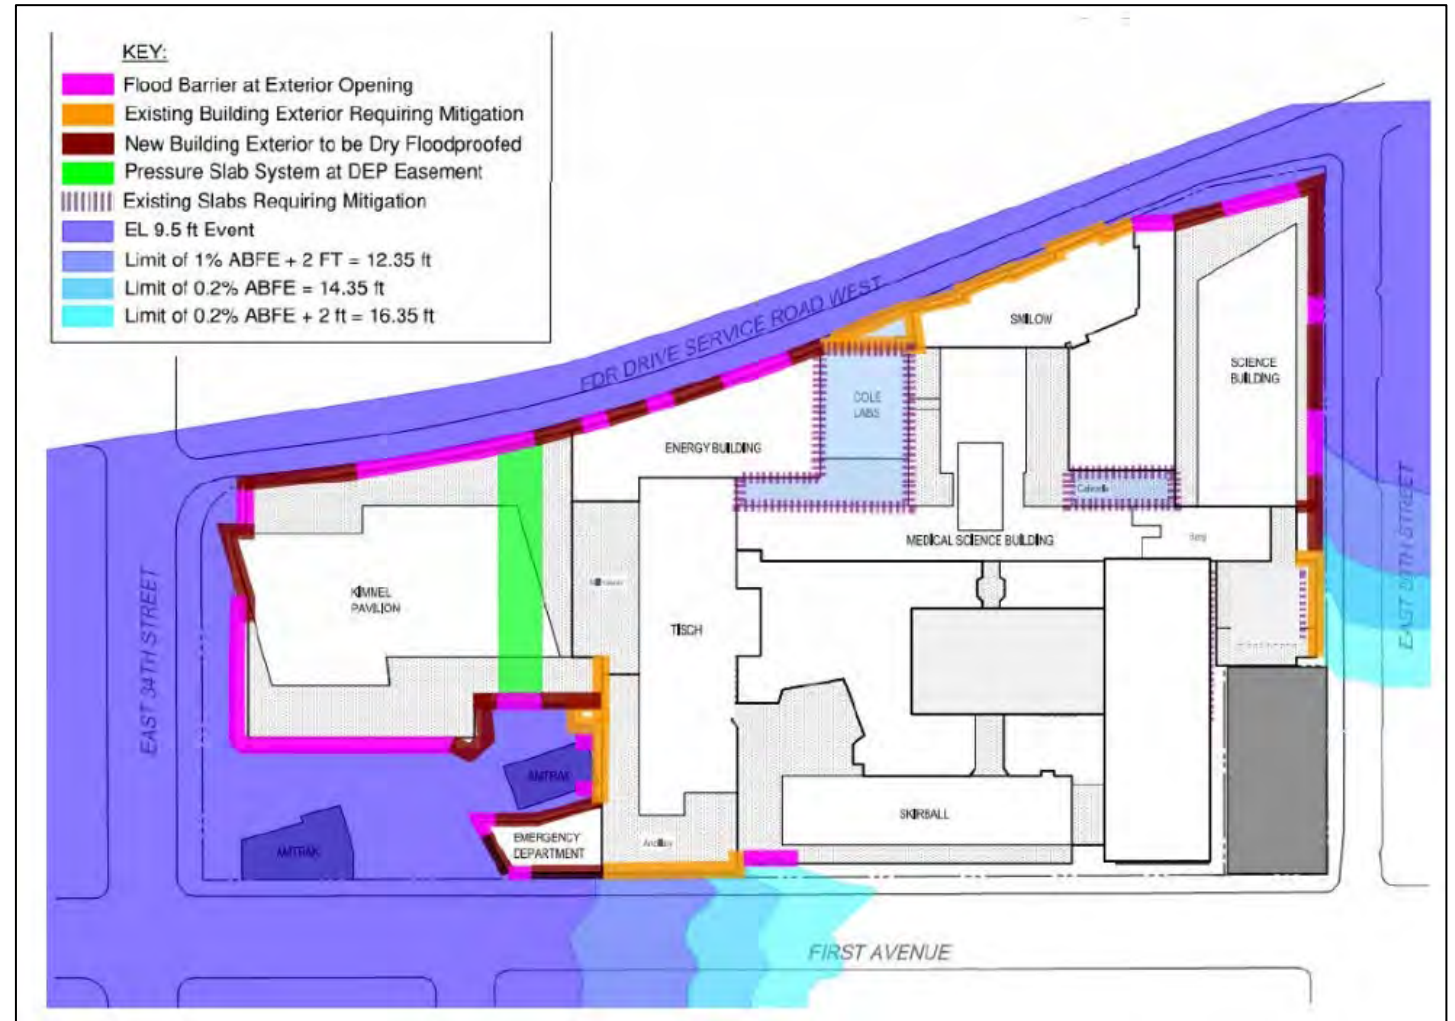 KEY:
Flood Barrier at Exterior Opening
Existing Building Exterior Requiring Mitigation
New Building Exterior to be Dry Floodproofed
Pressure Slab System at DEP Easement
Existing Slabs Requiring Mitigation
EL 9.5 ft Event
Limit of 1% ABFE + 2 FT = 12.35 ft
Limit of 0.2% ABFE = 14.35 ft
Limit of 0.2% ABFE + 2 ft = 16.35 ft
FDR DRIVE SERVICE ROAD WEST
SMILOW
SCIENCE
BUILDING
COLE
LABS
ENERGY BUILDING
MEDICAL SCIENCE BUILDING
KIMMEL
PAVILION
TISCH
EAST 34TH STREET
EAST 30TH STREET
AMTRAK
AMTRAK
EMERGENCY
DEPARTMENT
SKIRBALL
FIRST AVENUE